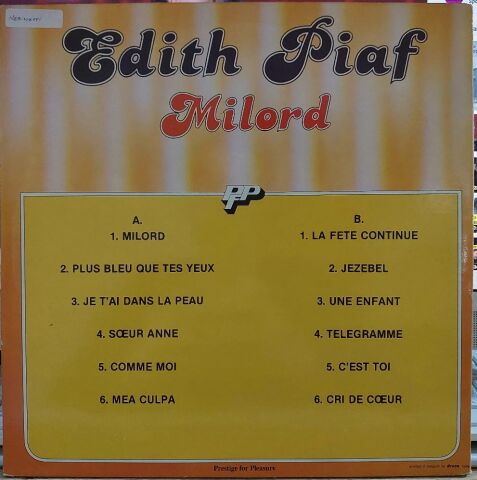 Edith Piaf
Milord
PFP
A.
1. MILORD
2. PLUS BLEU QUE TES YEUX
3. JE T'AI DANS LA PEAU
4. SŒUR ANNE
5. COMME MOI
6. MEA CULPA
B.
1. LA FETE CONTINUE
2. JEZEBEL
3. UNE ENFANT
4. TELEGRAMME
5. C'EST TOI
6. CRI DE CŒUR
Prestige for Pleasure